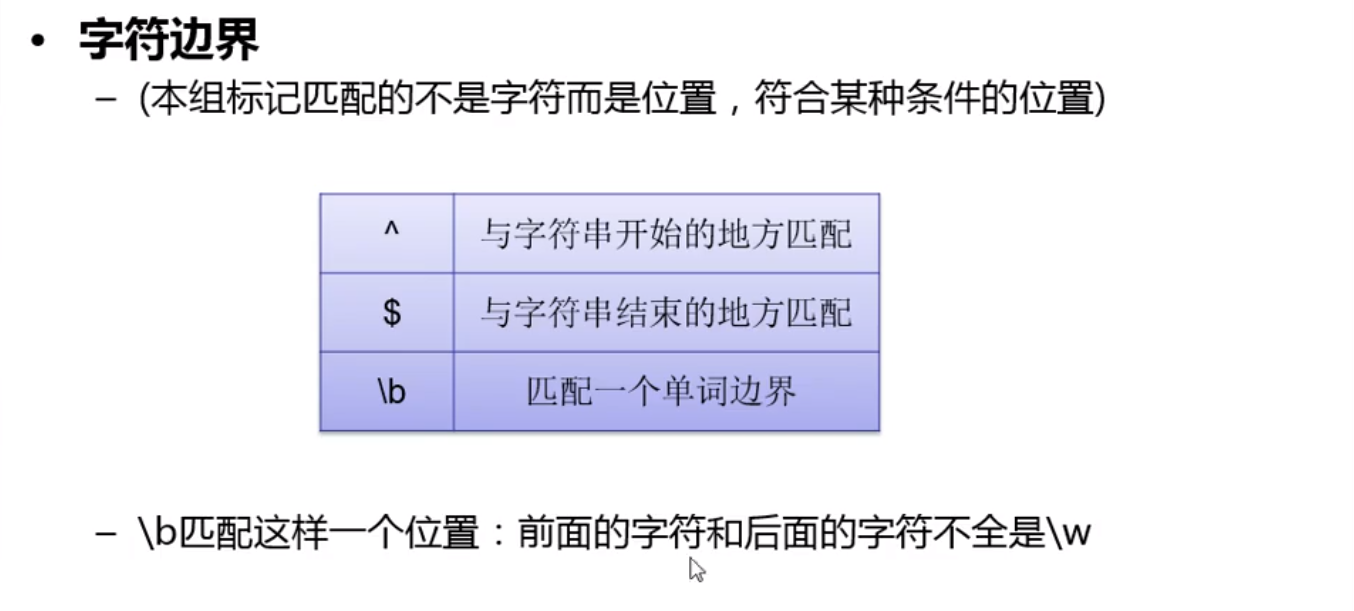 • 字符边界
– (本组标记匹配的不是字符而是位置，符合某种条件的位置)
^ 与字符串开始的地方匹配
$ 与字符串结束的地方匹配
\b 匹配一个单词边界
– \b匹配这样一个位置：前面的字符和后面的字符不全是\w